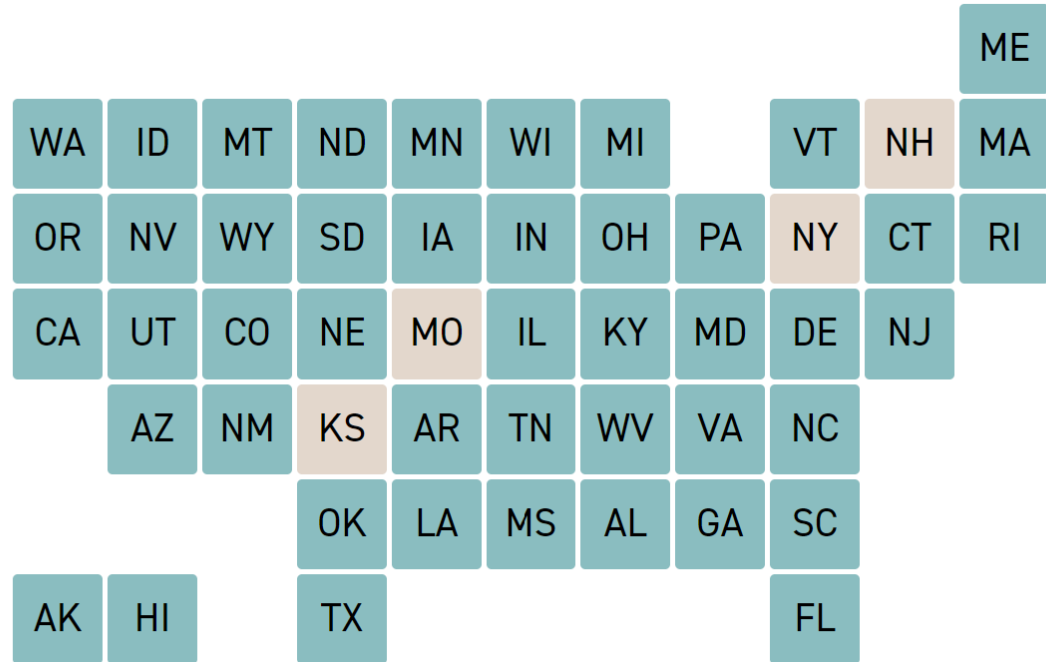 ME
WA ID MT ND MN WI MI VT NH MA
OR NV WY SD IA IN OH PA NY CT RI
CA UT CO NE MO IL KY MD DE NJ
AZ NM KS AR TN WV VA NC
OK LA MS AL GA SC
AK HI TX FL